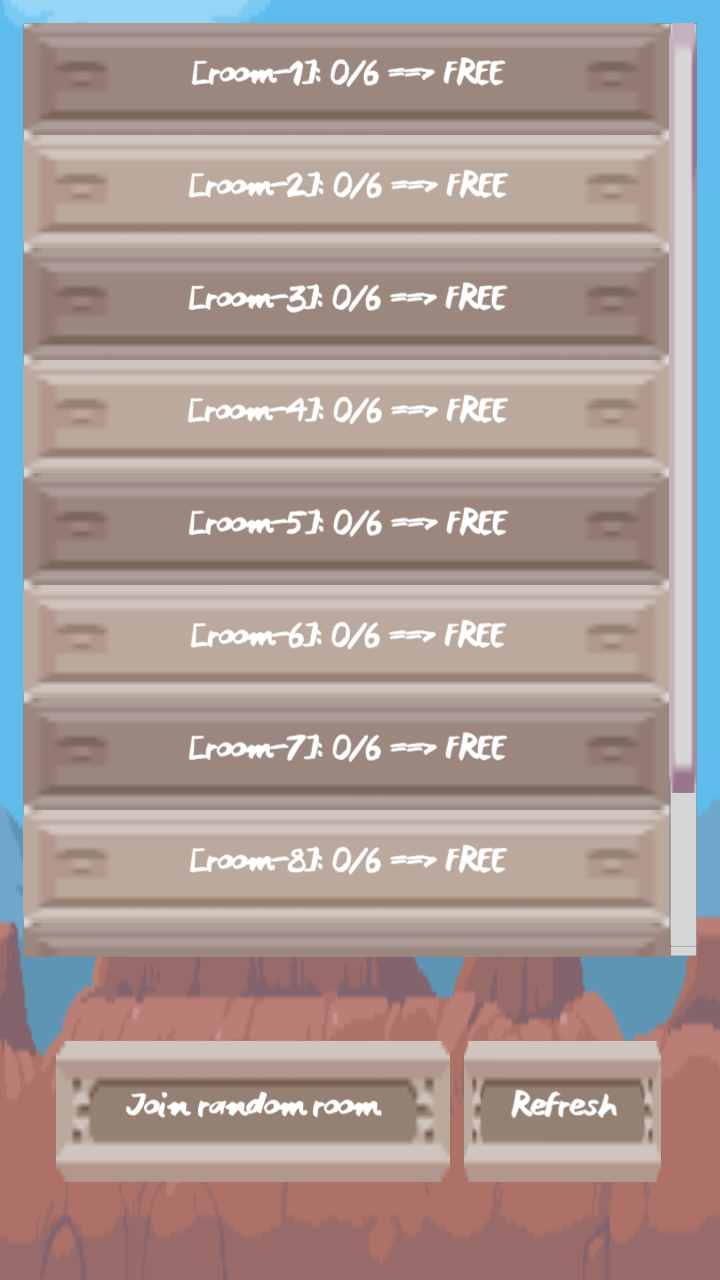 [room-1]: 0/6 ==> FREE
[room-2]: 0/6 ==> FREE
[room-3]: 0/6 ==> FREE
[room-4]: 0/6 ==> FREE
[room-5]: 0/6 ==> FREE
[room-6]: 0/6 ==> FREE
[room-7]: 0/6 ==> FREE
[room-8]: 0/6 ==> FREE
Join random room
Refresh